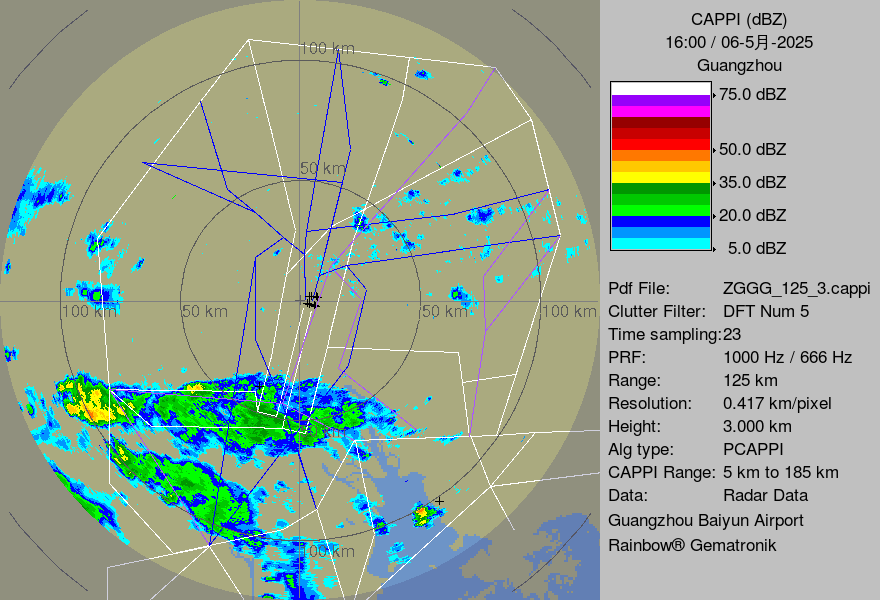 CAPPI (dBZ)
16:00 / 06-5月-2025
Guangzhou
75.0 dBZ
50.0 dBZ
35.0 dBZ
20.0 dBZ
5.0 dBZ
Pdf File: ZGGG_125_3.cappi
Clutter Filter: DFT Num 5
Time sampling:23
PRF: 1000 Hz / 666 Hz
Range: 125 km
Resolution: 0.417 km/pixel
Height: 3.000 km
Alg type: PCAPPI
CAPPI Range: 5 km to 185 km
Data: Radar Data
Guangzhou Baiyun Airport
Rainbow® Gematronik
100 km
50 km
100 km
50 km
50 km
100 km
100 km